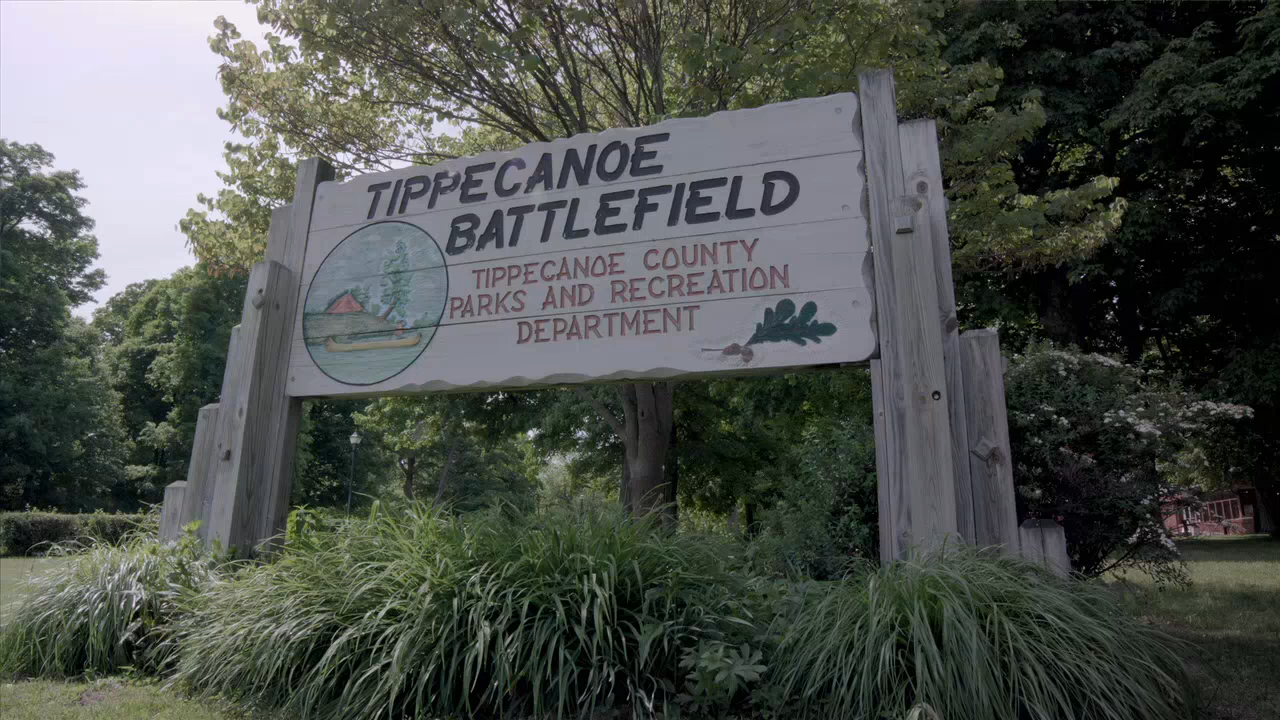 TIPPECANOE
BATTLEFIELD
TIPPECANOE COUNTY
PARKS AND RECREATION
DEPARTMENT